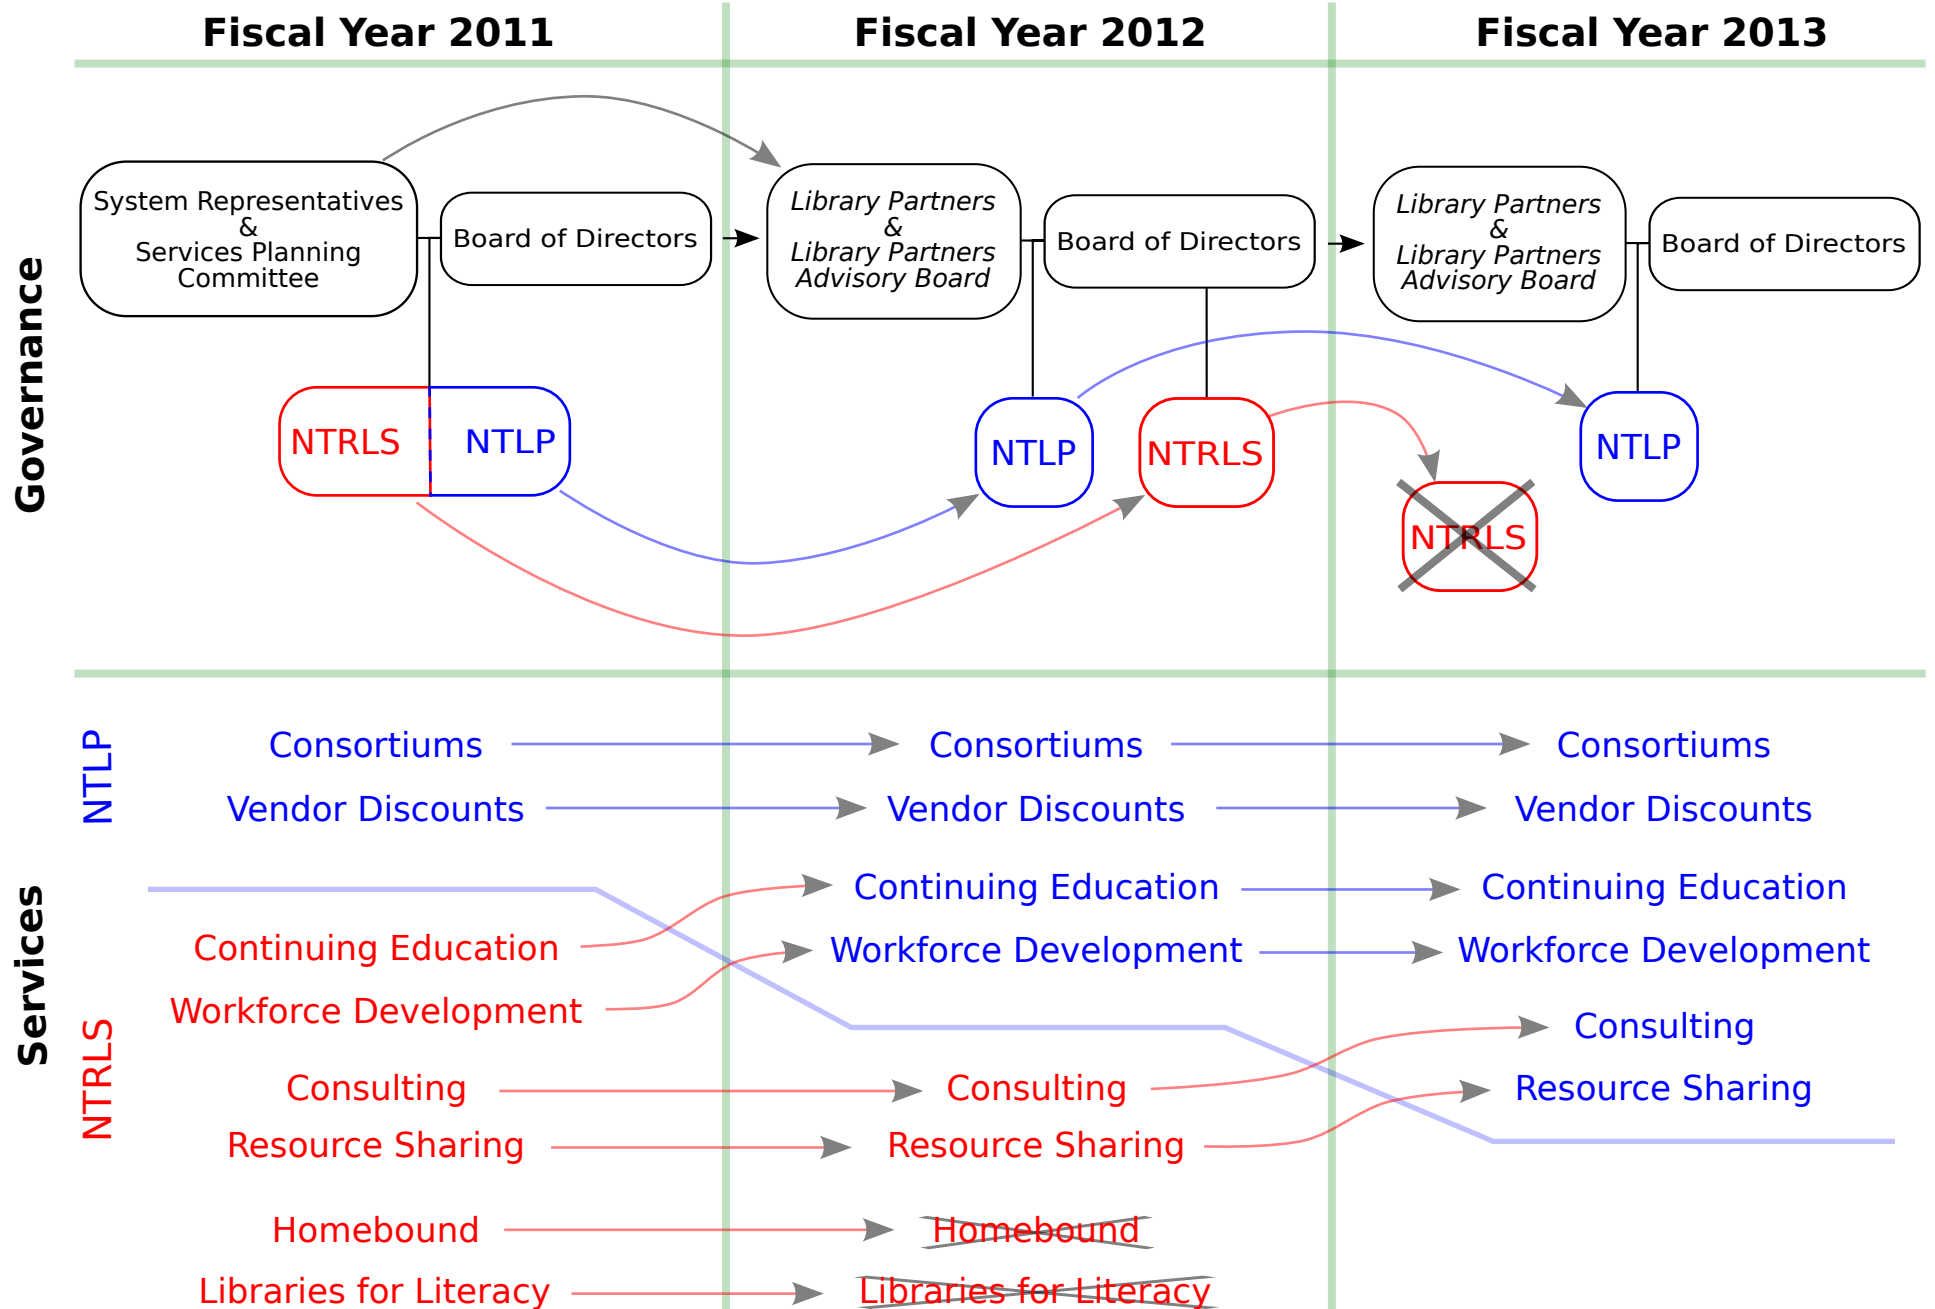 Fiscal Year 2011
Fiscal Year 2012
Fiscal Year 2013
Governance
System Representatives
&
Services Planning
Committee
Board of Directors
Library Partners
&
Library Partners
Advisory Board
Board of Directors
Library Partners
&
Library Partners
Advisory Board
Board of Directors
NTRLS
NTLP
NTLP
NTRLS
NTLP
NTRLS
Services
NTLP
Consortiums
Consortiums
Consortiums
Vendor Discounts
Vendor Discounts
Vendor Discounts
NTRLS
Continuing Education
Continuing Education
Continuing Education
Workforce Development
Workforce Development
Workforce Development
Consulting
Consulting
Consulting
Resource Sharing
Resource Sharing
Resource Sharing
Homebound
Homebound
Libraries for Literacy
Libraries for Literacy